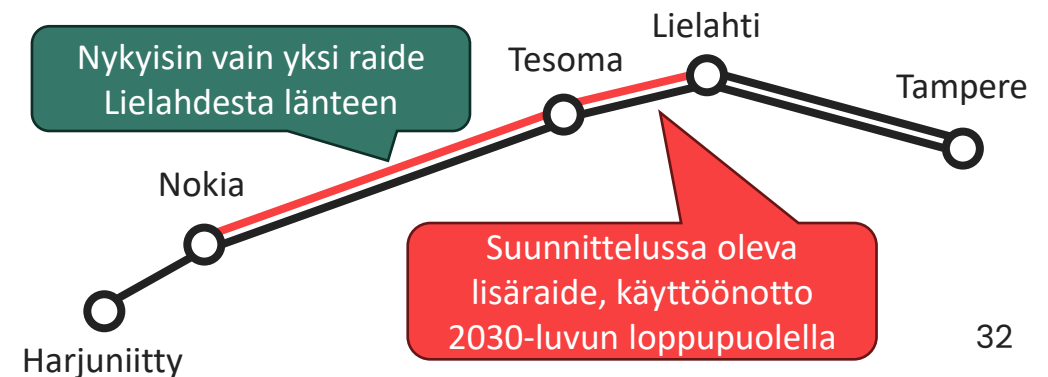 Lielahti
Nykyisin vain yksi raide
Lielahdesta länteen
Tesoma
Tampere
Nokia
Suunnittelussa oleva
lisäraide, käyttöönotto
2030-luvun loppupuolella
32
Harjuniitty